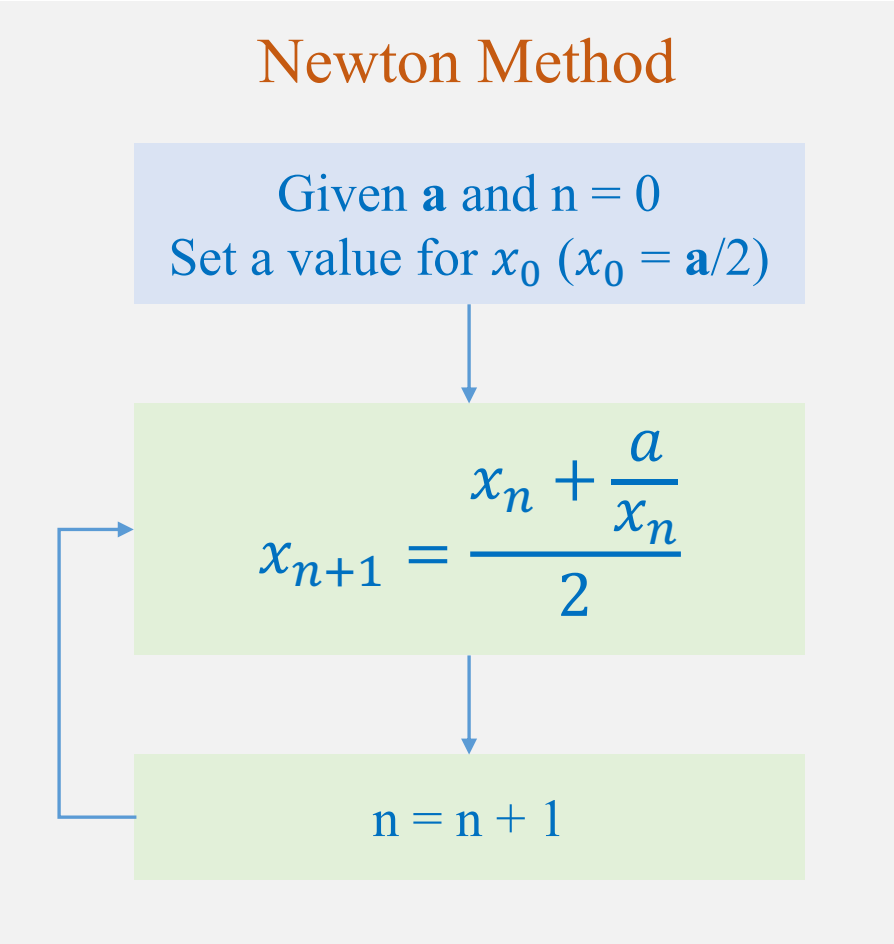 Newton Method
Given a and n = 0
Set a value for x₀ (x₀ = a/2)
xₙ₊₁ = (xₙ + a/xₙ)/2
n = n + 1